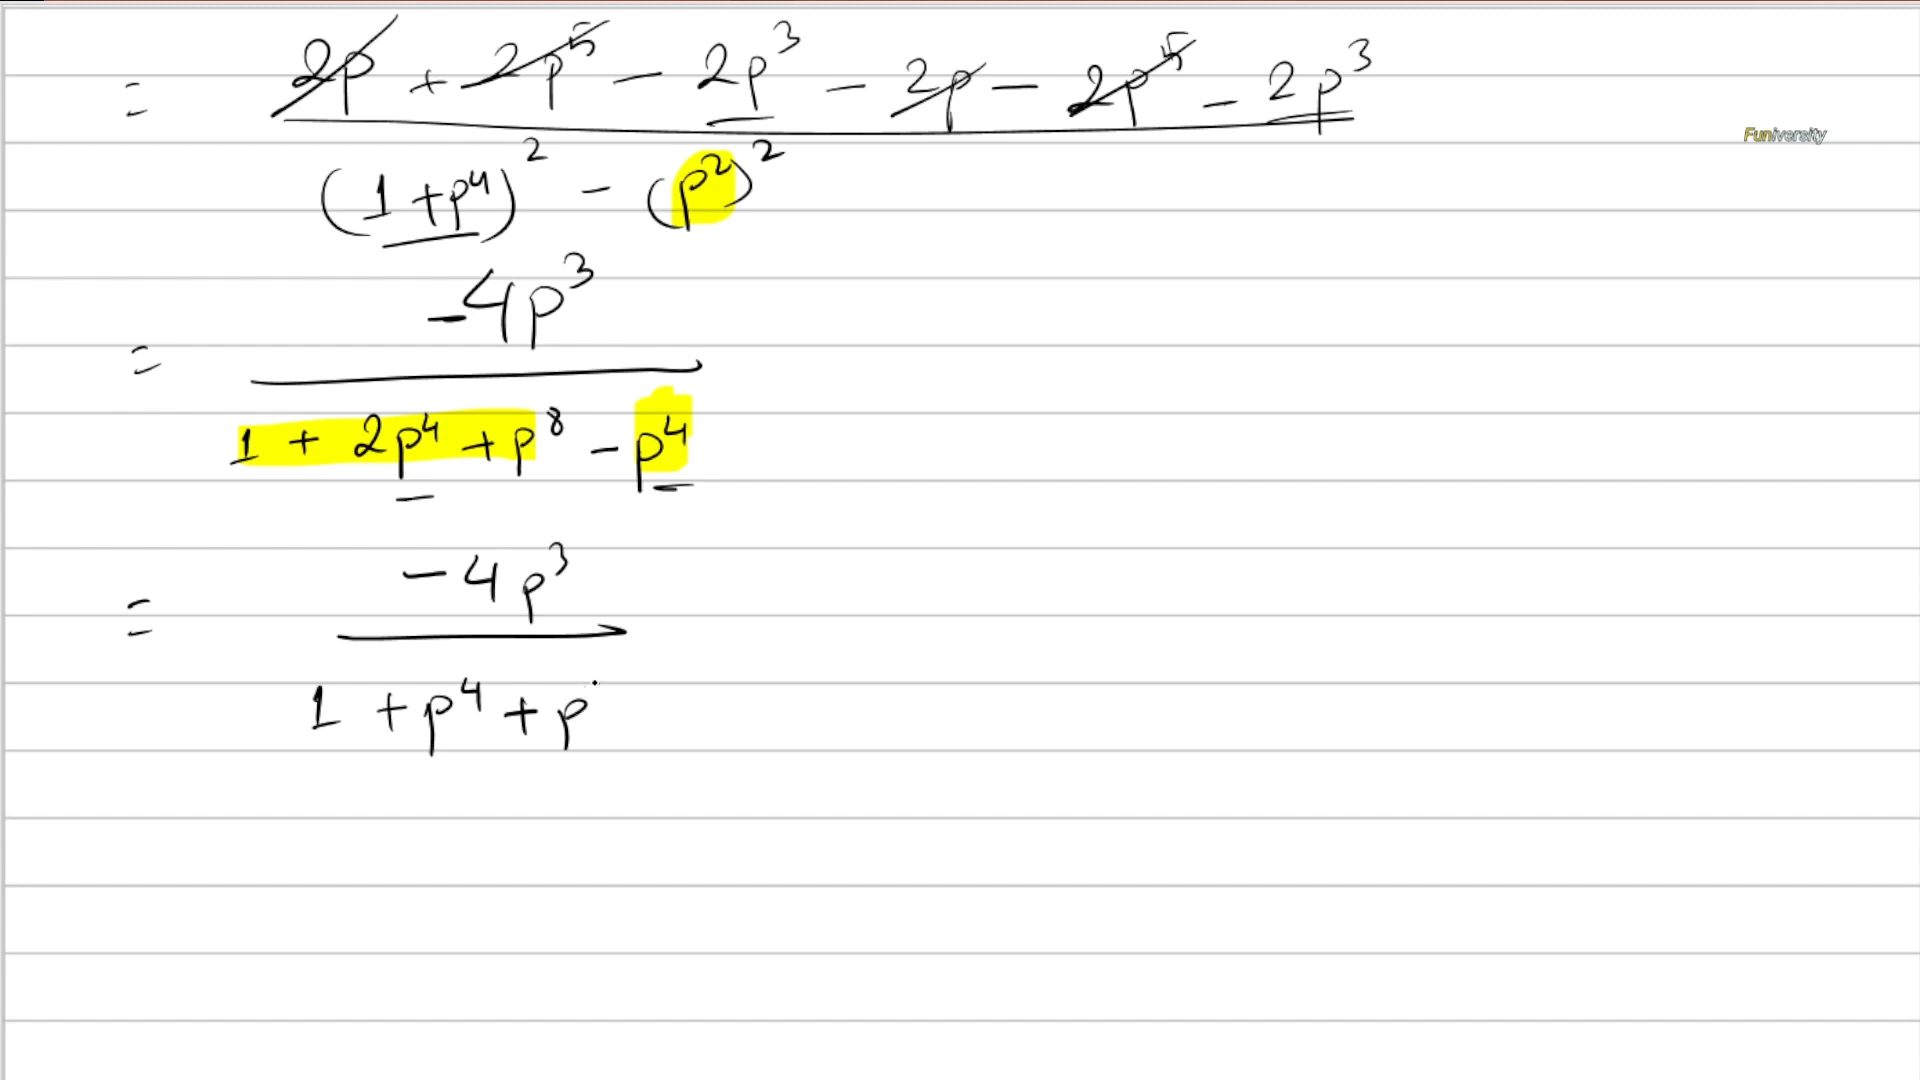 = 2p + 2p⁵ - 2p³ - 2p - 2p⁵ - 2p³
Funiversity
(1 + p⁴)² - (p²)²
-4p³
=
1 + 2p⁴ + p⁸ - p⁴
-4p³
=
1 + p⁴ + p